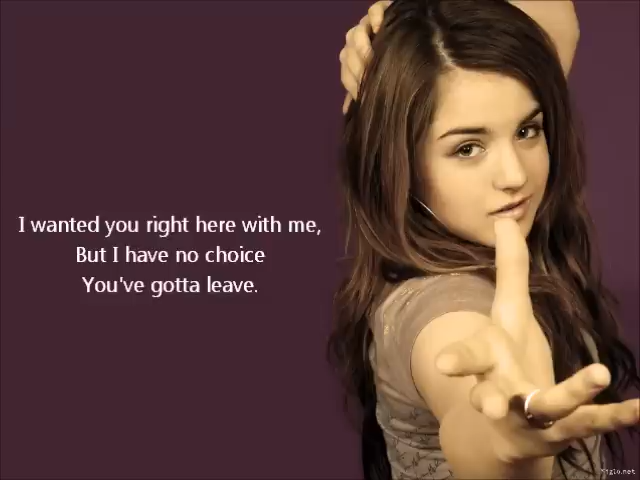 I wanted you right here with me,
But I have no choice
You've gotta leave.